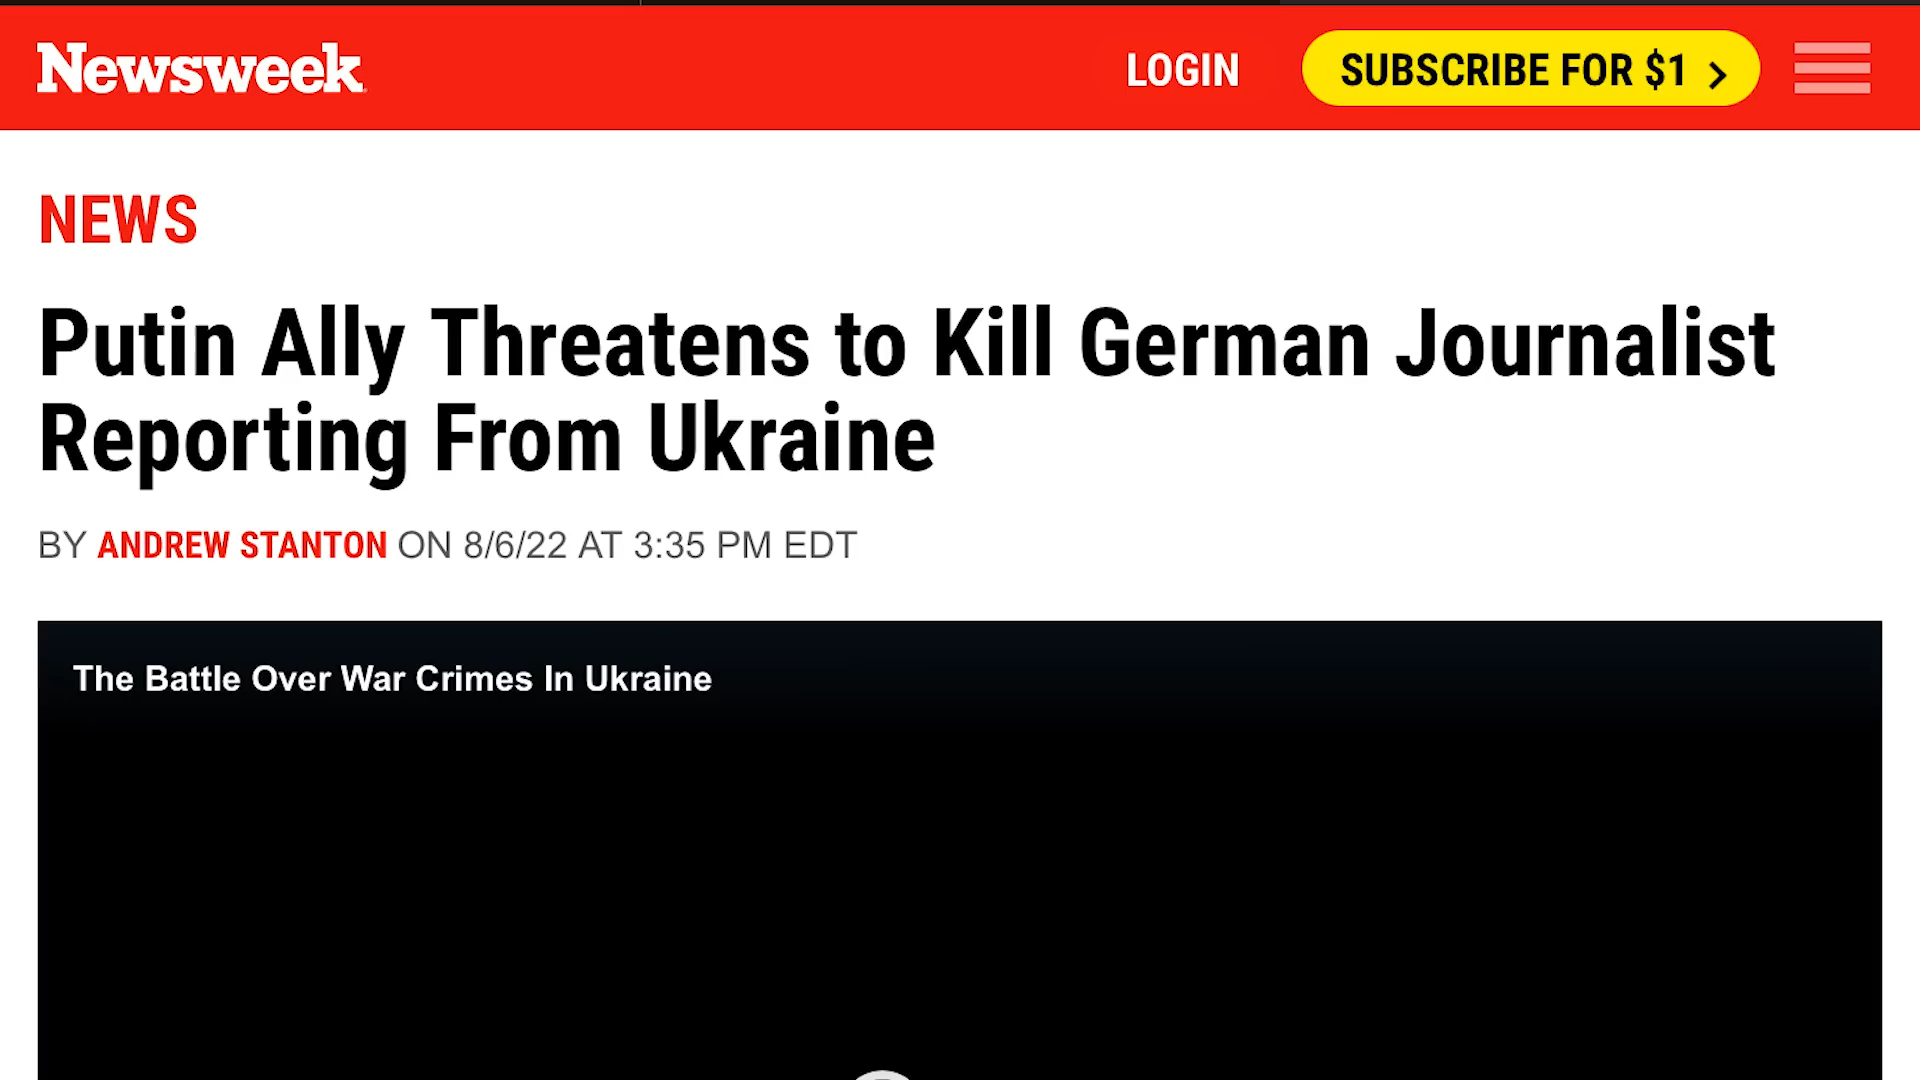 Newsweek
LOGIN
SUBSCRIBE FOR $1
NEWS
Putin Ally Threatens to Kill German Journalist
Reporting From Ukraine
BY ANDREW STANTON ON 8/6/22 AT 3:35 PM EDT
The Battle Over War Crimes In Ukraine